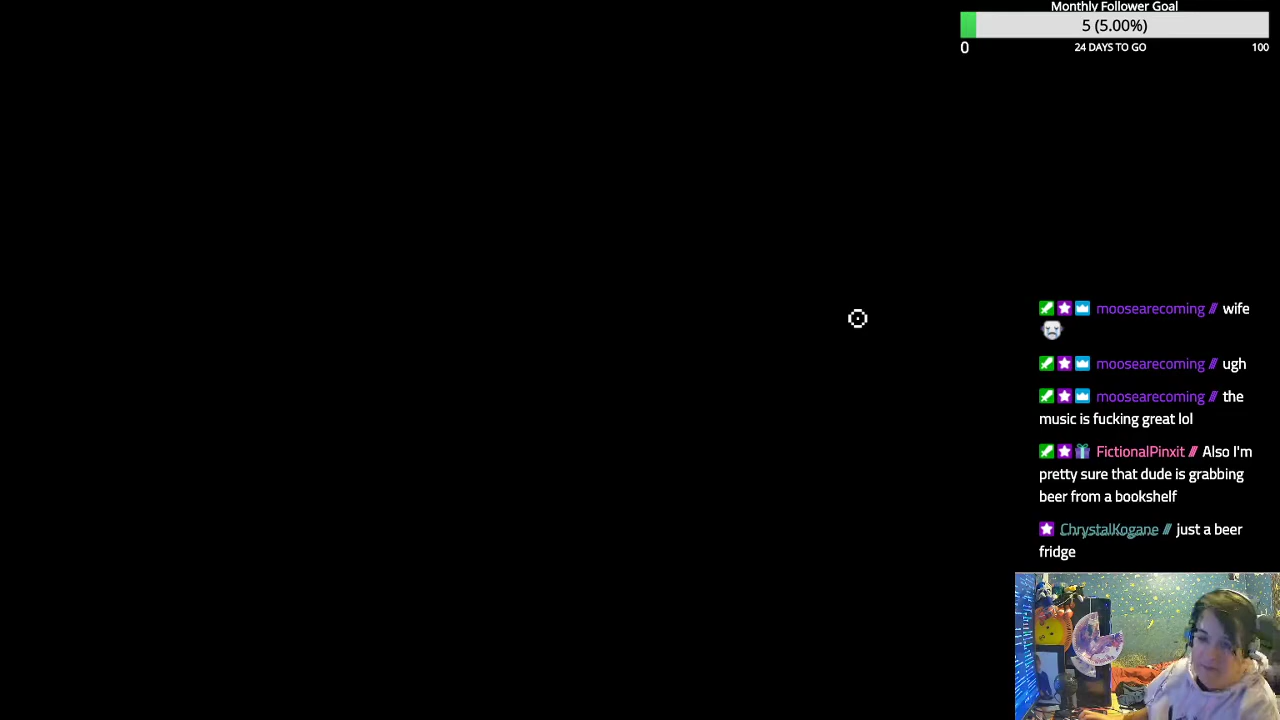 Monthly Follower Goal
5 (5.00%)
0 24 DAYS TO GO 100
moosearecoming // wife
moosearecoming // ugh
moosearecoming // the
music is fucking great lol
FictionalPinxit // Also I'm
pretty sure that dude is grabbing
beer from a bookshelf
ChrystalKogane // just a beer
fridge